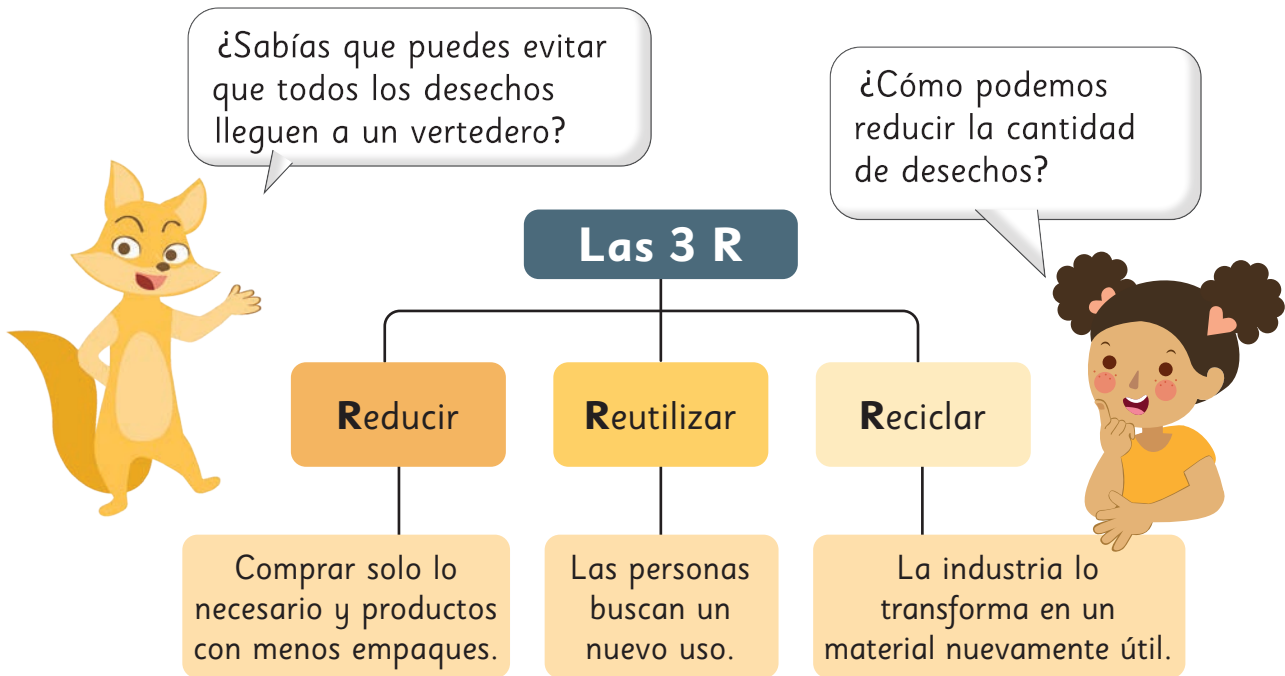 ¿Sabías que puedes evitar
que todos los desechos
lleguen a un vertedero?
¿Cómo podemos
reducir la cantidad
de desechos?
Las 3 R
Reducir
Reutilizar
Reciclar
Comprar solo lo
necesario y productos
con menos empaques.
Las personas
buscan un
nuevo uso.
La industria lo
transforma en un
material nuevamente útil.